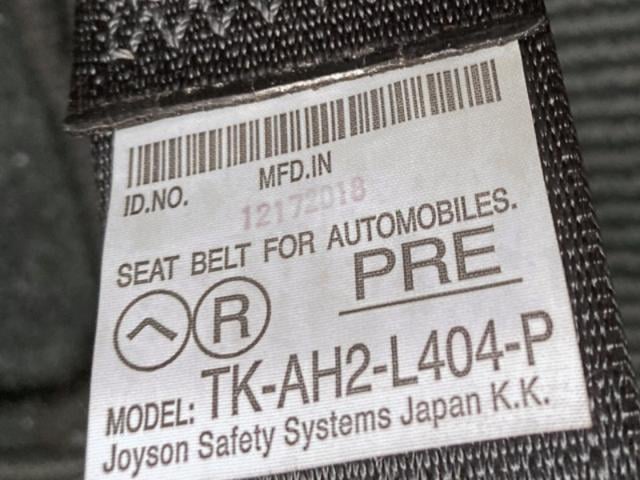 MFD.IN
ID.NO.
12172018
SEAT BELT FOR AUTOMOBILES.
R PRE
MODEL: TK-AH2-L404-P
Joyson Safety Systems Japan K.K.